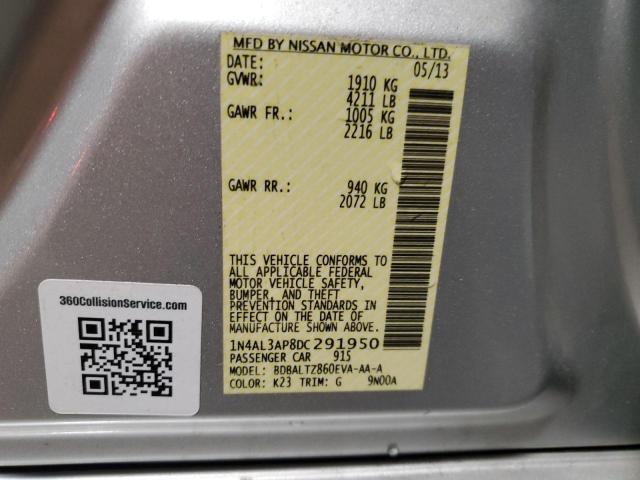 MFD BY NISSAN MOTOR CO., LTD.
DATE: 05/13
GVWR: 1910 KG
4211 LB
GAWR FR.: 1005 KG
2216 LB
GAWR RR.: 940 KG
2072 LB
THIS VEHICLE CONFORMS TO
ALL APPLICABLE FEDERAL
MOTOR VEHICLE SAFETY,
BUMPER, AND THEFT
PREVENTION STANDARDS IN
EFFECT ON THE DATE OF
MANUFACTURE SHOWN ABOVE.
1N4AL3AP8DC291950
PASSENGER CAR 915
MODEL: BDBALTZ860EVA-AA-A
COLOR: K23 TRIM: G 9N00A
360CollisionService.com